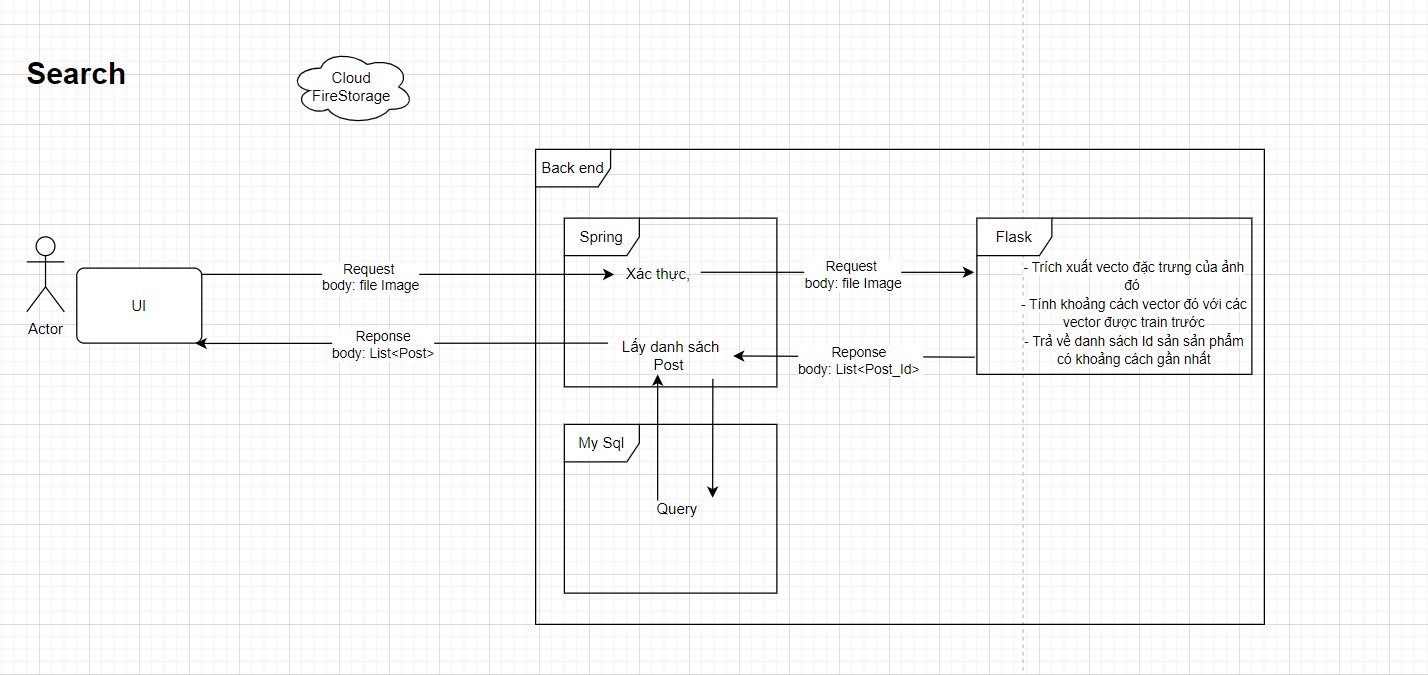 Search
Cloud
FireStorage
Back end
Spring
Flask
Actor
UI
Request
body: file Image
Xác thực,
Request
body: file Image
- Trích xuất vecto đặc trưng của ảnh
đó
- Tính khoảng cách vector đó với các
vector được train trước
- Trả về danh sách Id sản sản phẩm
có khoảng cách gần nhất
Reponse
body: List<Post>
Lấy danh sách
Post
Reponse
body: List<Post_Id>
My Sql
Query